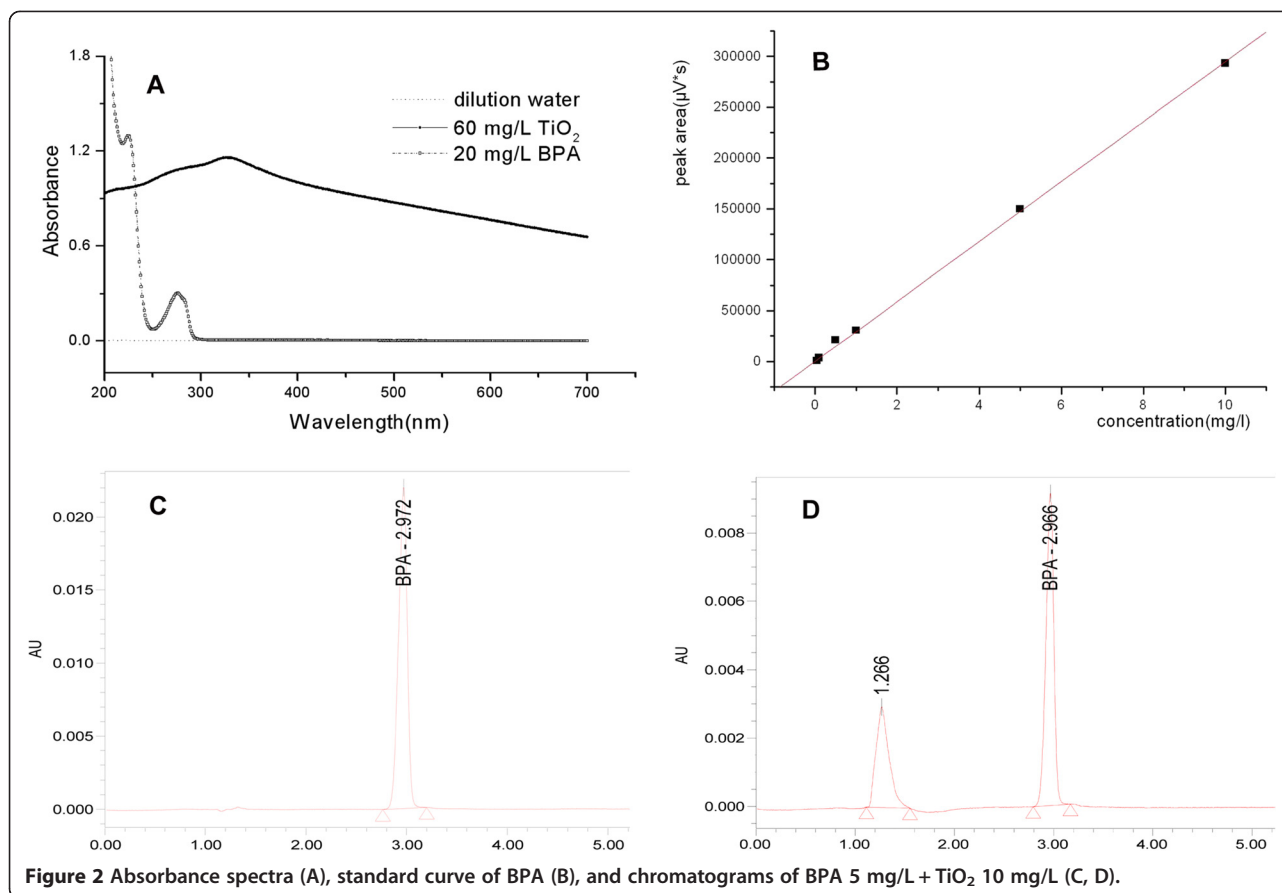 1.8
1.2
0.6
0.0
Absorbance
A
dilution water
60 mg/L TiO₂
20 mg/L BPA
200 300 400 500 600 700
Wavelength(nm)
B
300000
250000
200000
150000
100000
50000
0
peak area(µV*s)
0 2 4 6 8 10
concentration(mg/l)
C
0.020
0.015
0.010
0.005
0.000
AU
BPA - 2.972
0.00 1.00 2.00 3.00 4.00 5.00
D
0.008
0.006
0.004
0.002
0.000
AU
1.266
BPA - 2.966
0.00 1.00 2.00 3.00 4.00 5.00
Figure 2 Absorbance spectra (A), standard curve of BPA (B), and chromatograms of BPA 5 mg/L + TiO₂ 10 mg/L (C, D).